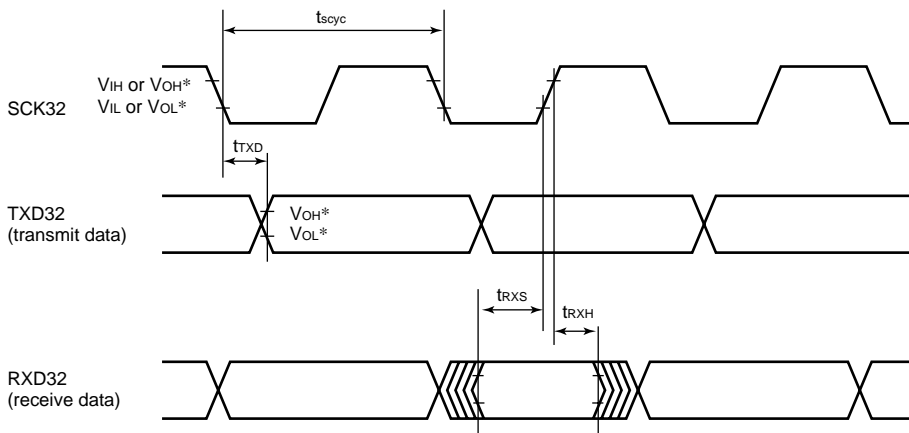 tscyc
VIH or VOH*
VIL or VOL*
SCK32
tTXD
TXD32
(transmit data)
VOH*
VOL*
tRXS
tRXH
RXD32
(receive data)